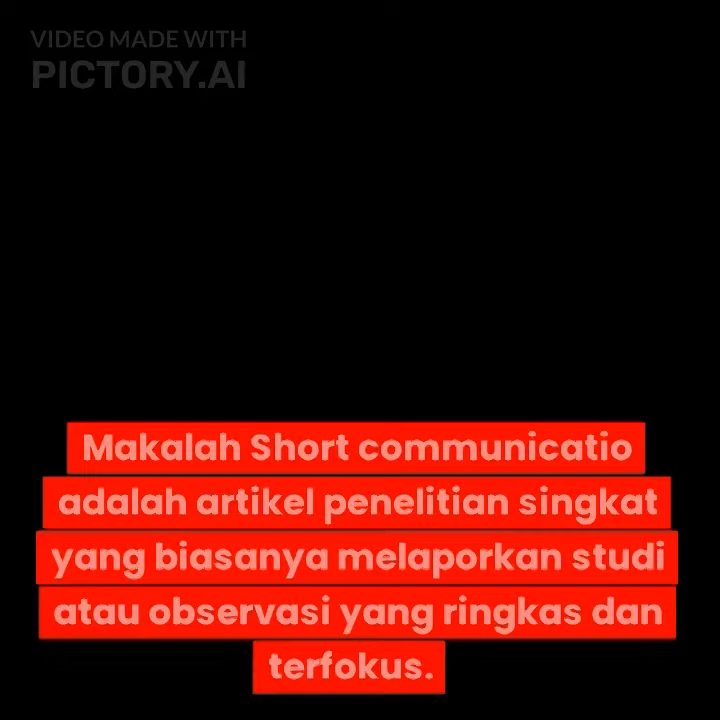 VIDEO MADE WITH
PICTORY.AI
Makalah Short communicatio
adalah artikel penelitian singkat
yang biasanya melaporkan studi
atau observasi yang ringkas dan
terfokus.